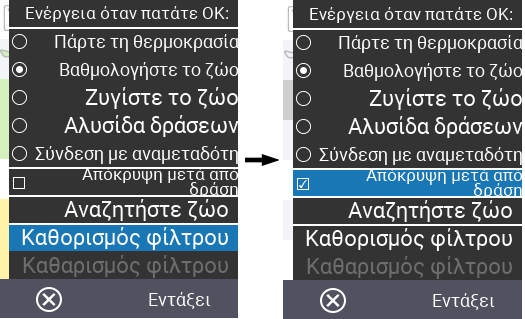 Ενέργεια όταν πατάτε OK:
Πάρτε τη θερμοκρασία
Βαθμολογήστε το ζώο
Ζυγίστε το ζώο
Αλυσίδα δράσεων
Σύνδεση με αναμεταδότη
Απόκρυψη μετά από
δράση
Αναζητήστε ζώο
Καθορισμός φίλτρου
Καθαρισμός φίλτρου
Εντάξει
Ενέργεια όταν πατάτε OK:
Πάρτε τη θερμοκρασία
Βαθμολογήστε το ζώο
Ζυγίστε το ζώο
Αλυσίδα δράσεων
Σύνδεση με αναμεταδότη
Απόκρυψη μετά από
δράση
Αναζητήστε ζώο
Καθορισμός φίλτρου
Καθαρισμός φίλτρου
Εντάξει